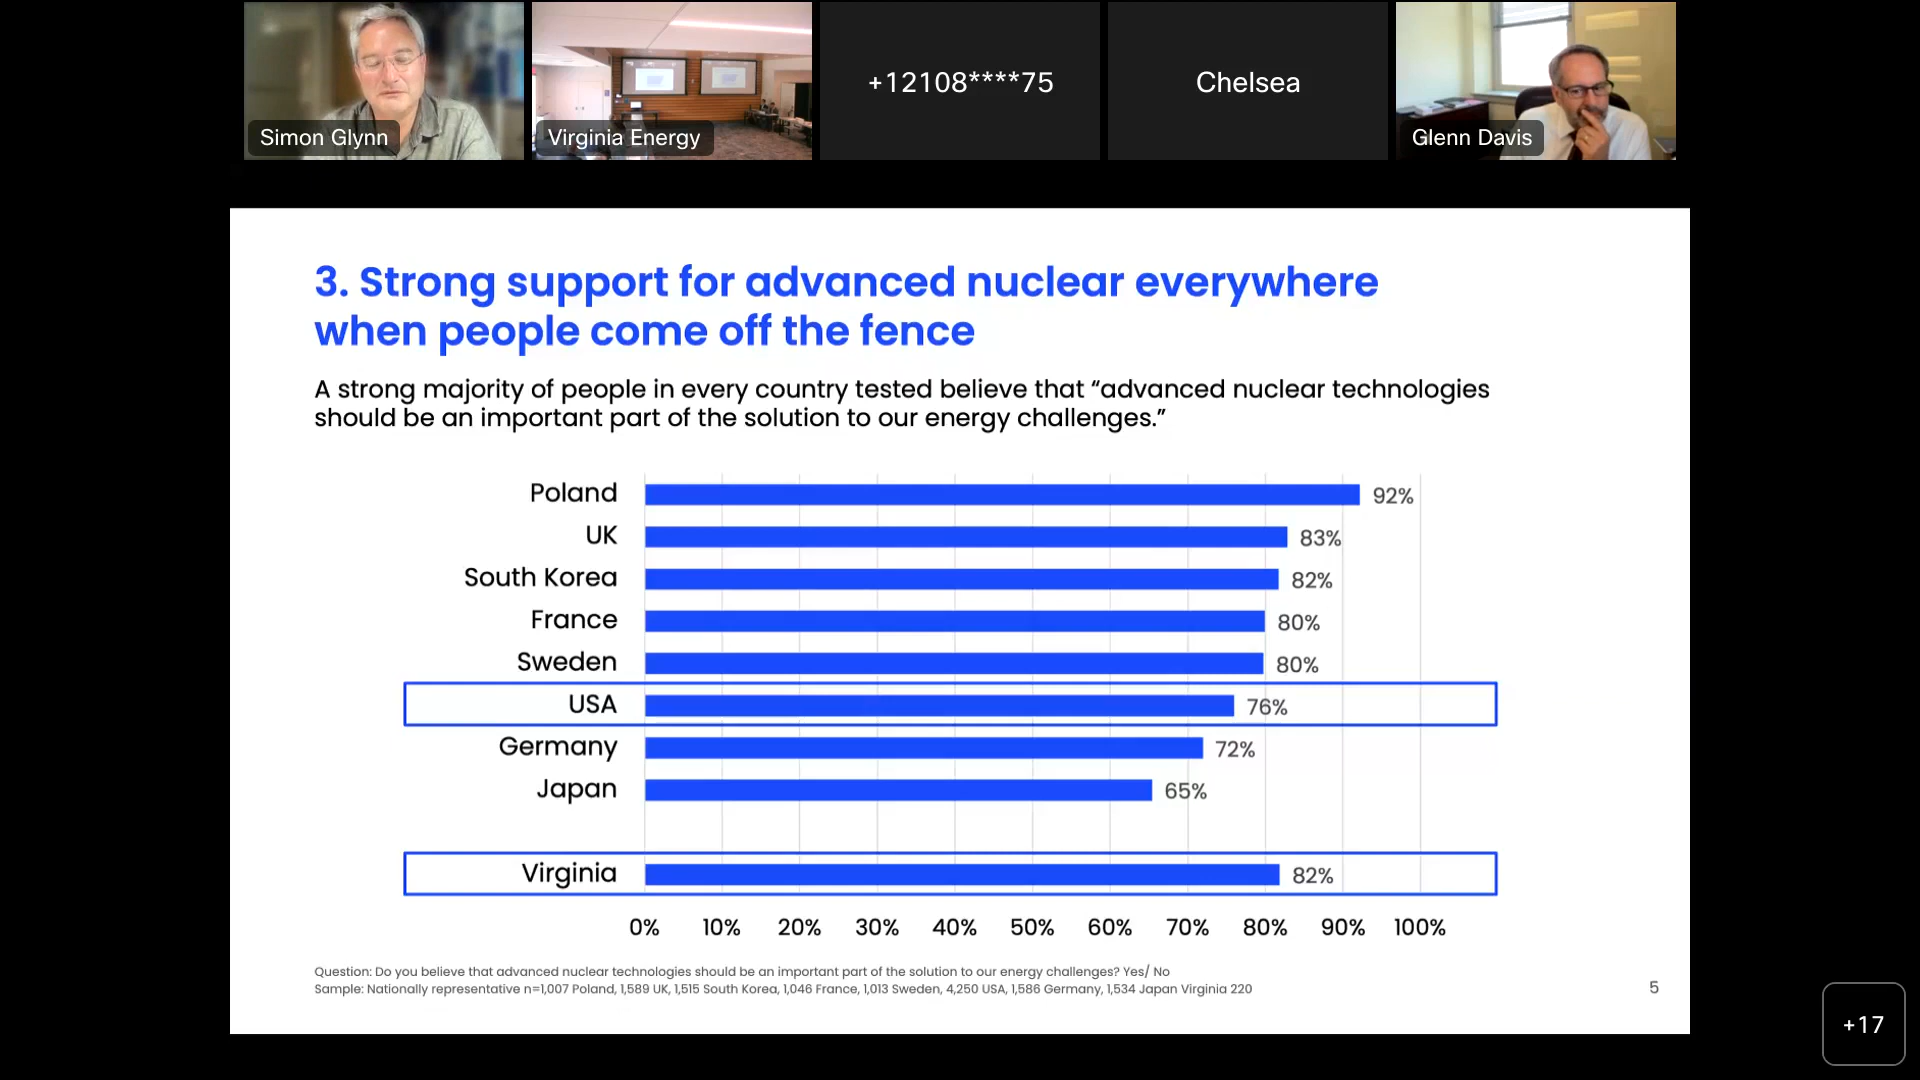 Simon Glynn
Virginia Energy
+12108****75
Chelsea
Glenn Davis
3. Strong support for advanced nuclear everywhere
when people come off the fence
A strong majority of people in every country tested believe that “advanced nuclear technologies
should be an important part of the solution to our energy challenges.”
Poland 92%
UK 83%
South Korea 82%
France 80%
Sweden 80%
USA 76%
Germany 72%
Japan 65%
Virginia 82%
0% 10% 20% 30% 40% 50% 60% 70% 80% 90% 100%
Question: Do you believe that advanced nuclear technologies should be an important part of the solution to our energy challenges? Yes/ No
Sample: Nationally representative n=1,007 Poland, 1,589 UK, 1,515 South Korea, 1,046 France, 1,013 Sweden, 4,250 USA, 1,586 Germany, 1,534 Japan Virginia 220
5
+17